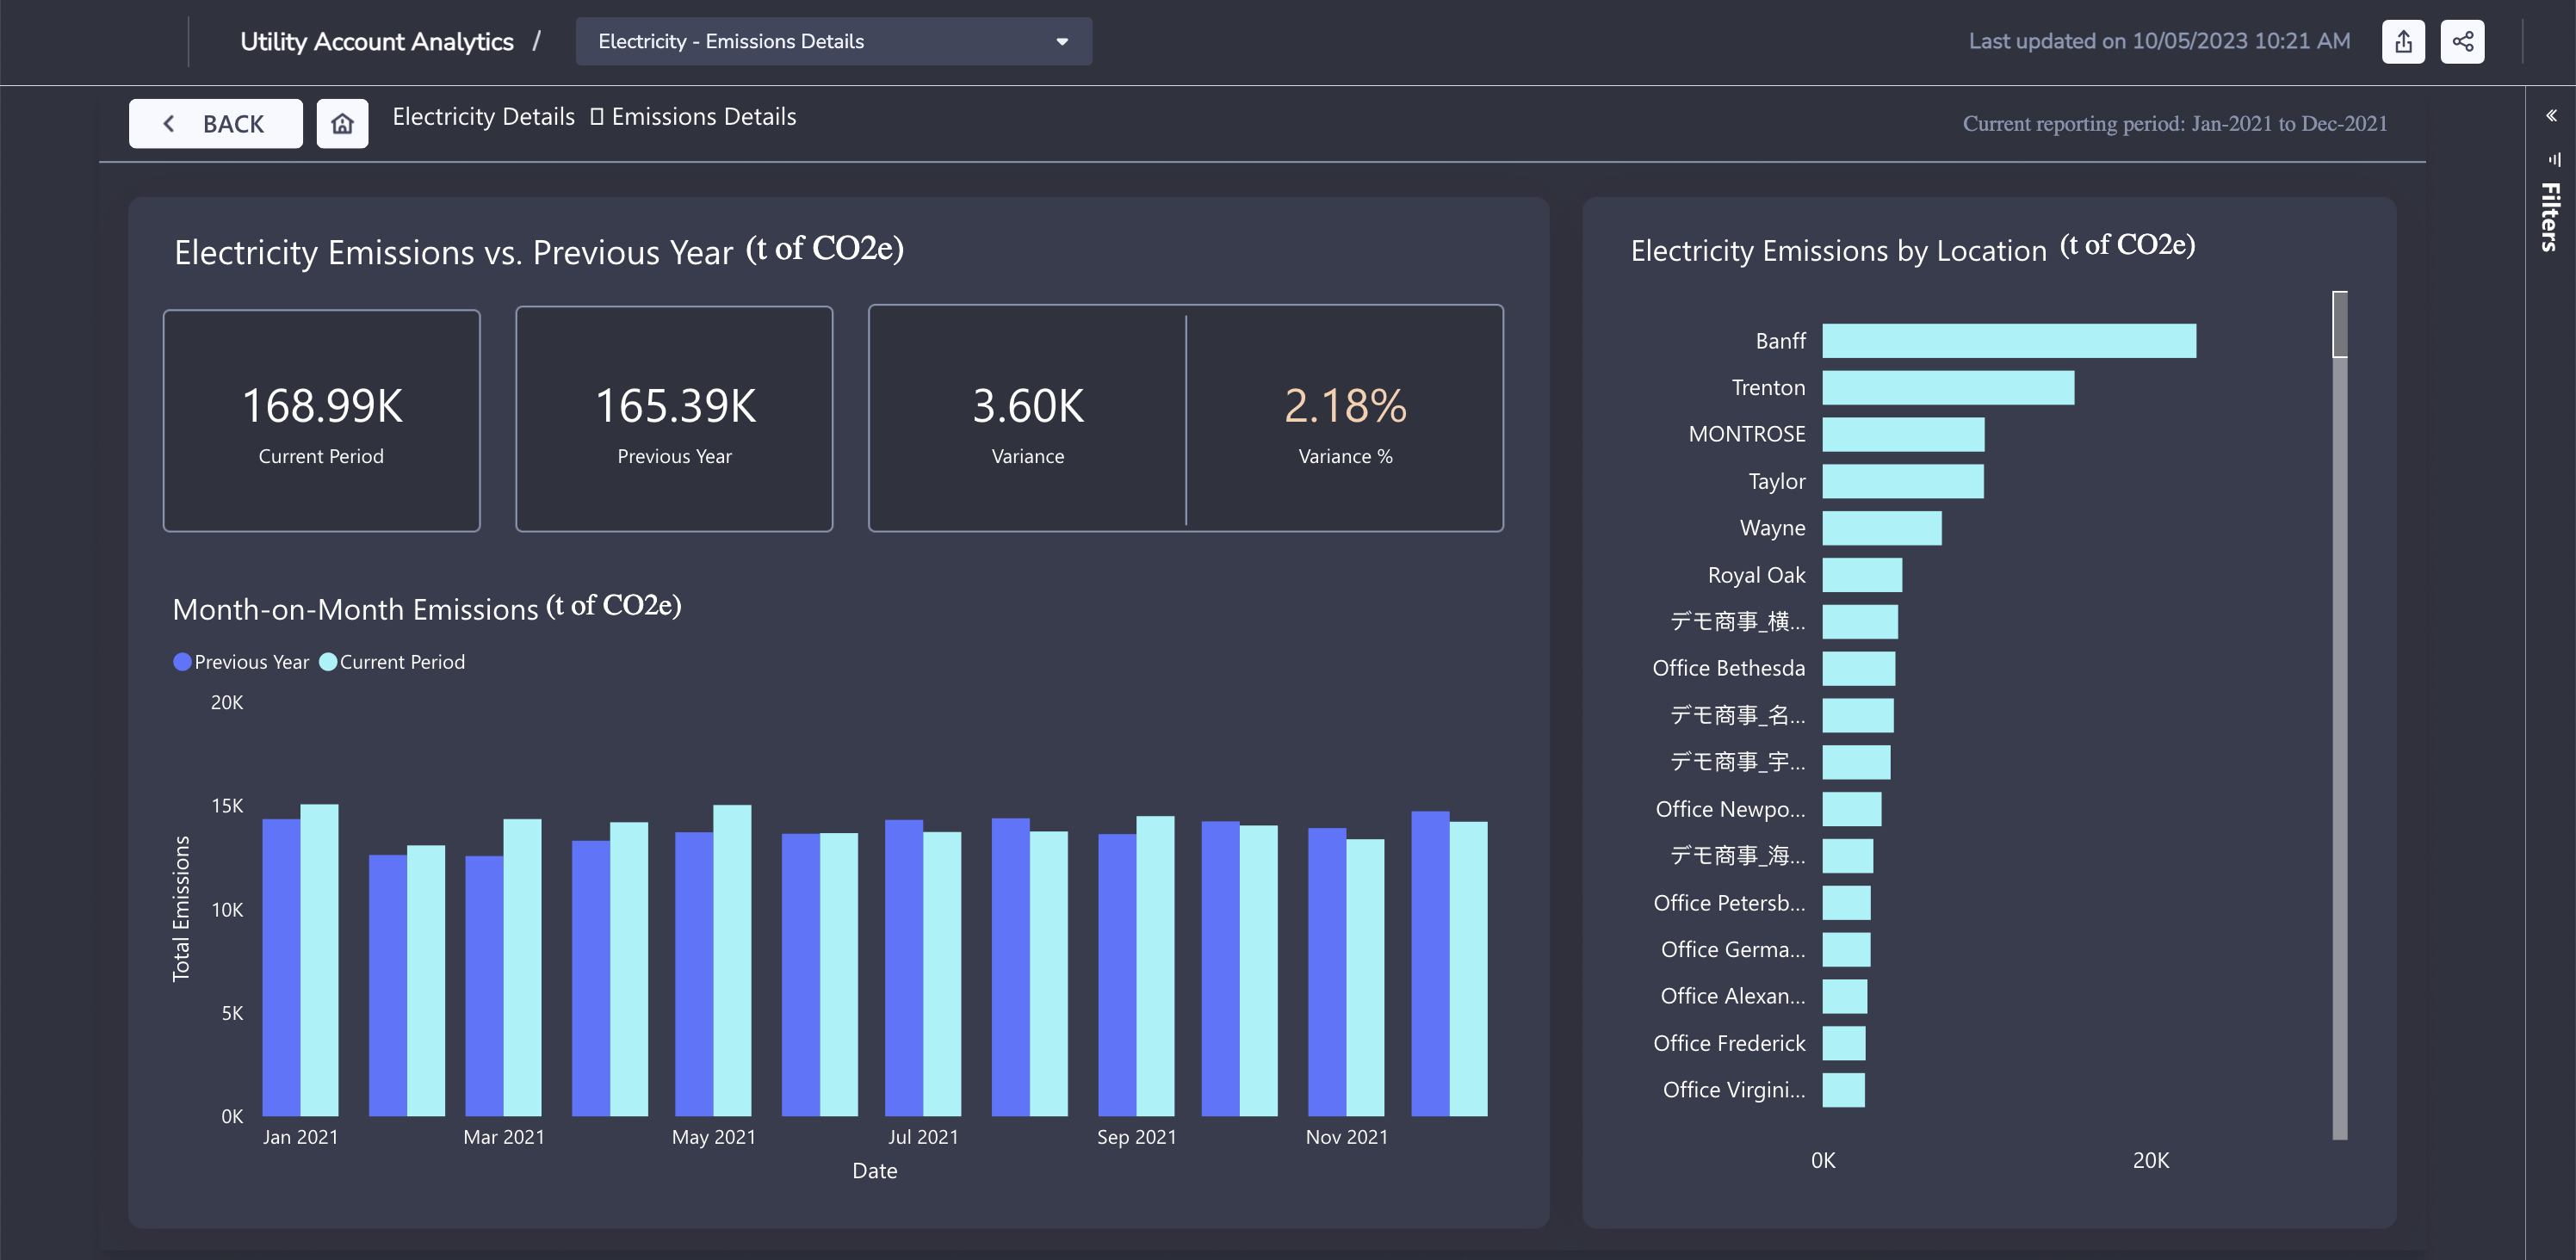 Utility Account Analytics /
Electricity - Emissions Details
Last updated on 10/05/2023 10:21 AM
BACK
Electricity Details
Emissions Details
Current reporting period: Jan-2021 to Dec-2021
Filters
Electricity Emissions vs. Previous Year (t of CO2e)
168.99K
Current Period
165.39K
Previous Year
3.60K
Variance
2.18%
Variance %
Month-on-Month Emissions (t of CO2e)
Previous Year
Current Period
20K
15K
10K
5K
0K
Total Emissions
Jan 2021
Mar 2021
May 2021
Jul 2021
Sep 2021
Nov 2021
Date
Electricity Emissions by Location (t of CO2e)
Banff
Trenton
MONTROSE
Taylor
Wayne
Royal Oak
デモ商事_横...
Office Bethesda
デモ商事_名...
デモ商事_宇...
Office Newpo...
デモ商事_海...
Office Petersb...
Office Germa...
Office Alexan...
Office Frederick
Office Virgini...
0K
20K